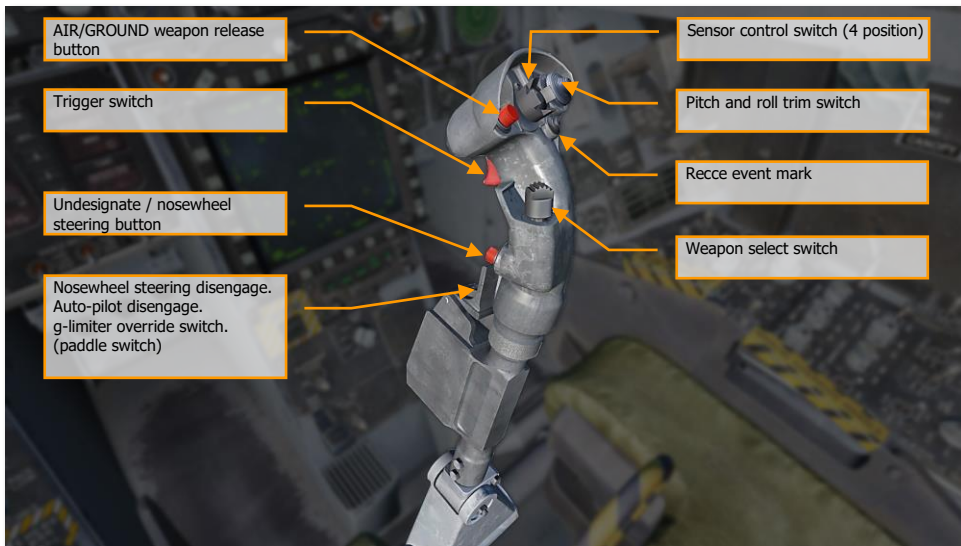 AIR/GROUND weapon release
button
Trigger switch
Undesignate / nosewheel
steering button
Nosewheel steering disengage.
Auto-pilot disengage.
g-limiter override switch.
(paddle switch)
Sensor control switch (4 position)
Pitch and roll trim switch
Recce event mark
Weapon select switch